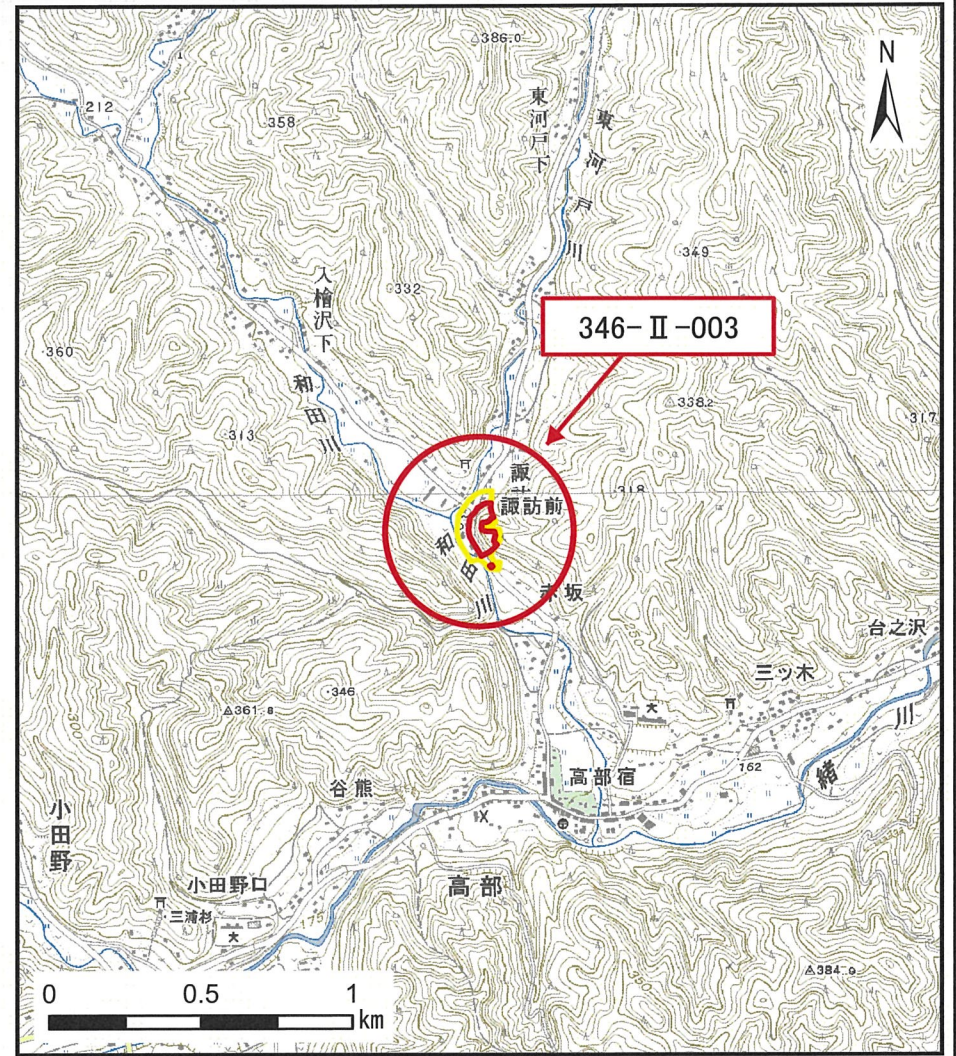 386.0
N
212
358
東河戸下
東河戸川
349
入檜沢下
332
346-Ⅱ-003
360
和田川
338.2
313
317
諏訪前
318
和田川
赤坂
台之沢
三ツ木
346
361.8
300
162
緒川
高部宿
谷熊
小田野
高部
小田野口
三浦杉
384.9
0 0.5 1
km